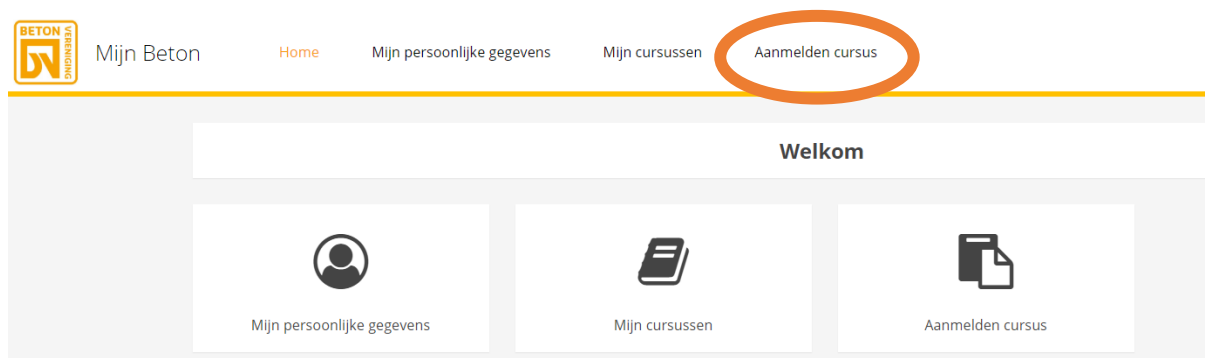 BETON
VERENIGING
Mijn Beton
Home
Mijn persoonlijke gegevens
Mijn cursussen
Aanmelden cursus
Welkom
Mijn persoonlijke gegevens
Mijn cursussen
Aanmelden cursus